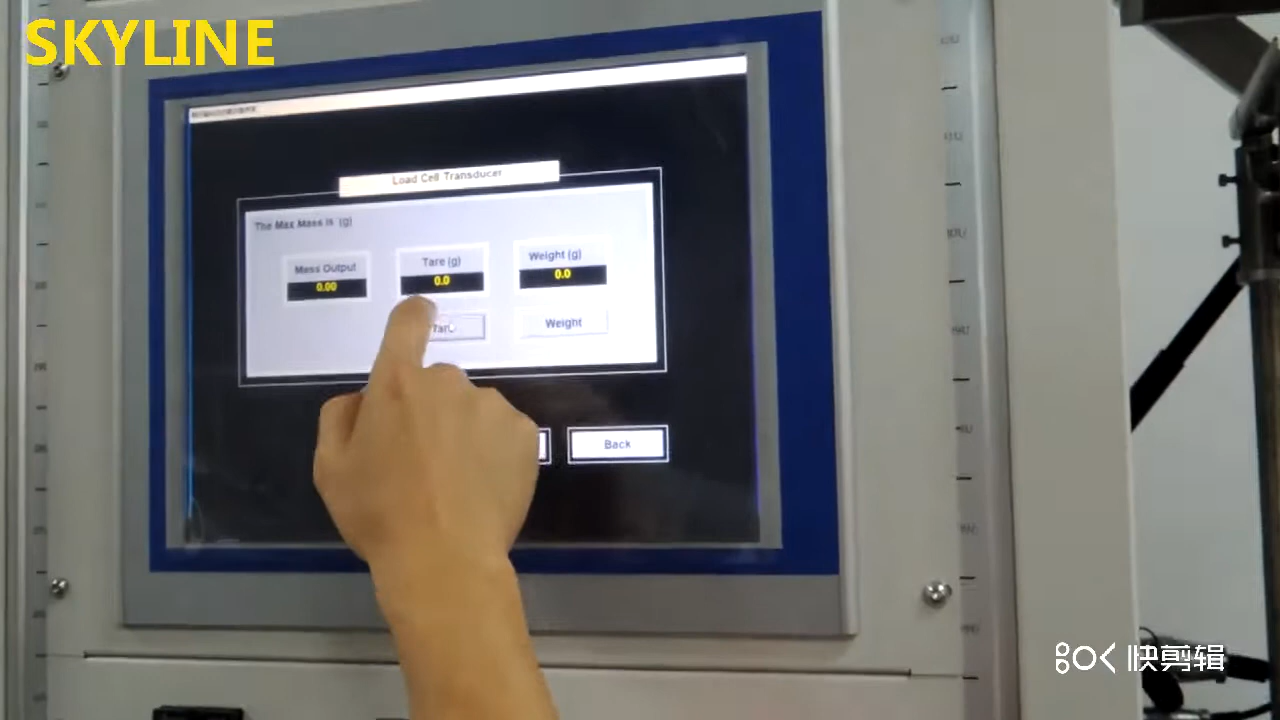 SKYLINE
Load Cell Transducer
The Max Mass is (g)
Mass Output
Tare (g)
Weight (g)
0.00
0.0
0.0
Weight
Back
快剪辑